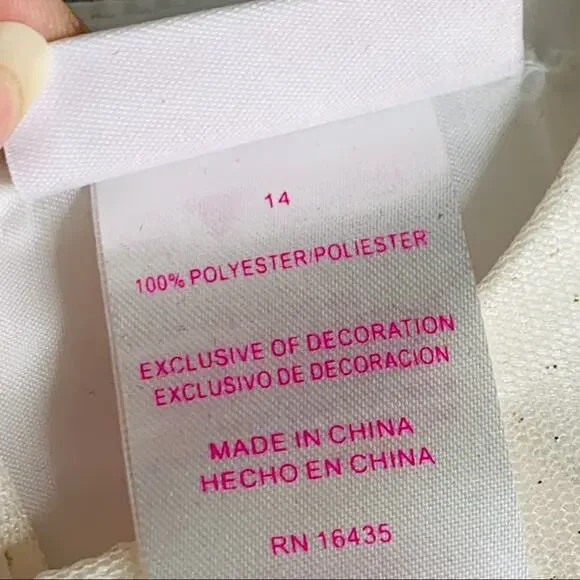 14
100% POLYESTER/POLIESTER
EXCLUSIVE OF DECORATION
EXCLUSIVO DE DECORACION
MADE IN CHINA
HECHO EN CHINA
RN 16435